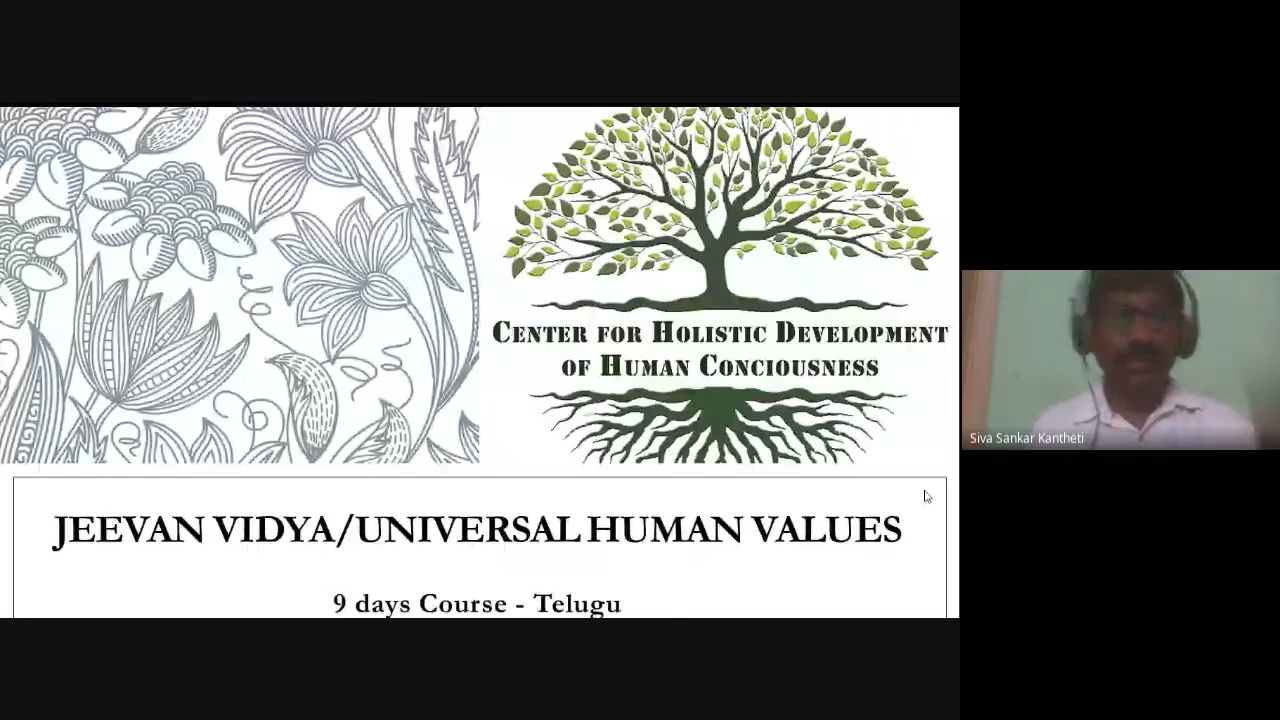 CENTER FOR HOLISTIC DEVELOPMENT
OF HUMAN CONCIOUSNESS
JEEVAN VIDYA/UNIVERSAL HUMAN VALUES
9 days Course - Telugu
Siva Sankar Kantheti